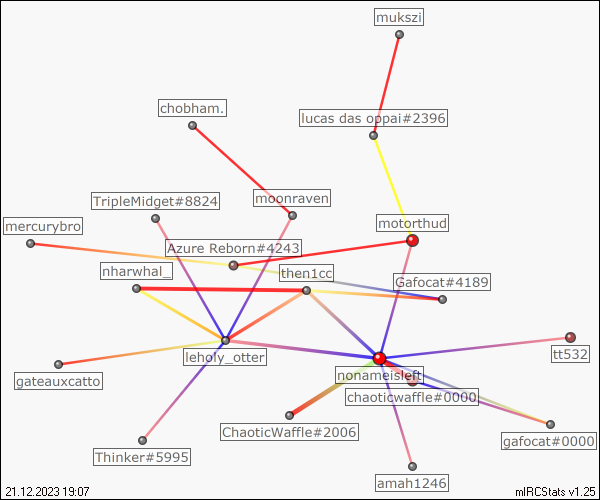 mukszi
chobham.
lucas das oppai#2396
TripleMidget#8824
moonraven
mercurybro
motorthud
Azure Reborn#4243
nharwhal_
then1cc
Gafocat#4189
leholy_otter
tt532
gateauxcatto
nonameisleft
chaoticwaffle#0000
ChaoticWaffle#2006
gafocat#0000
Thinker#5995
amah1246
21.12.2023 19:07
mIRCStats v1.25